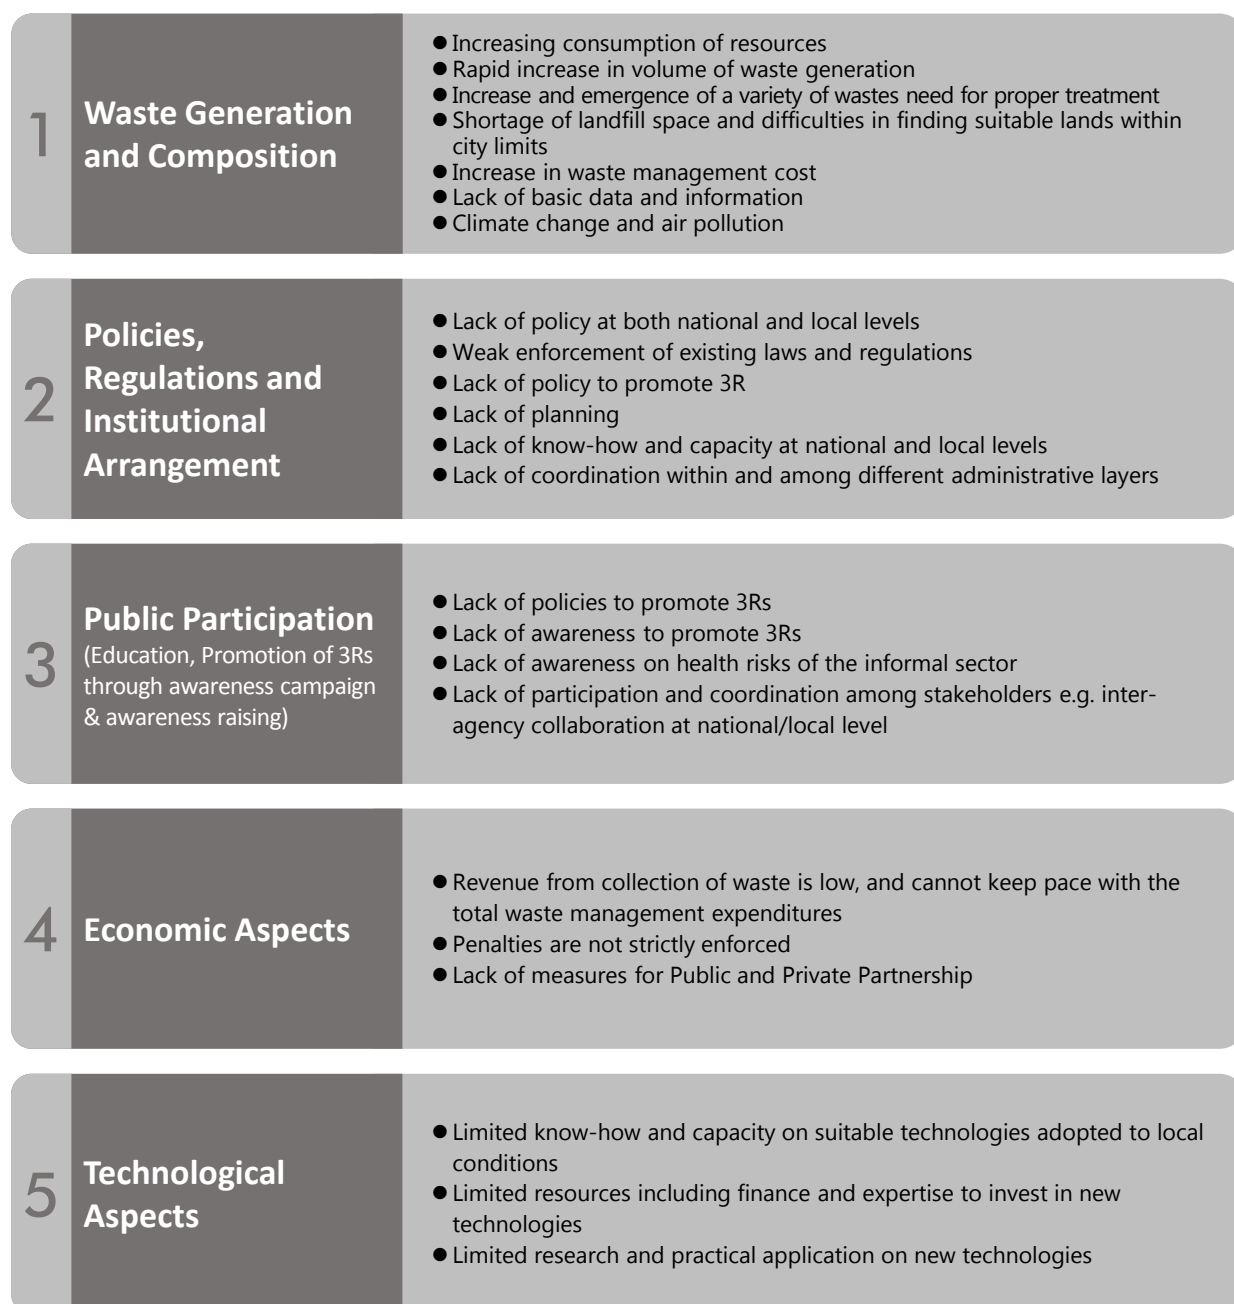 1
Waste Generation
and Composition
● Increasing consumption of resources
● Rapid increase in volume of waste generation
● Increase and emergence of a variety of wastes need for proper treatment
● Shortage of landfill space and difficulties in finding suitable lands within
city limits
● Increase in waste management cost
● Lack of basic data and information
● Climate change and air pollution
2
Policies,
Regulations and
Institutional
Arrangement
● Lack of policy at both national and local levels
● Weak enforcement of existing laws and regulations
● Lack of policy to promote 3R
● Lack of planning
● Lack of know-how and capacity at national and local levels
● Lack of coordination within and among different administrative layers
3
Public Participation
(Education, Promotion of 3Rs
through awareness campaign
& awareness raising)
● Lack of policies to promote 3Rs
● Lack of awareness to promote 3Rs
● Lack of awareness on health risks of the informal sector
● Lack of participation and coordination among stakeholders e.g. inter-
agency collaboration at national/local level
4
Economic Aspects
● Revenue from collection of waste is low, and cannot keep pace with the
total waste management expenditures
● Penalties are not strictly enforced
● Lack of measures for Public and Private Partnership
5
Technological
Aspects
● Limited know-how and capacity on suitable technologies adopted to local
conditions
● Limited resources including finance and expertise to invest in new
technologies
● Limited research and practical application on new technologies